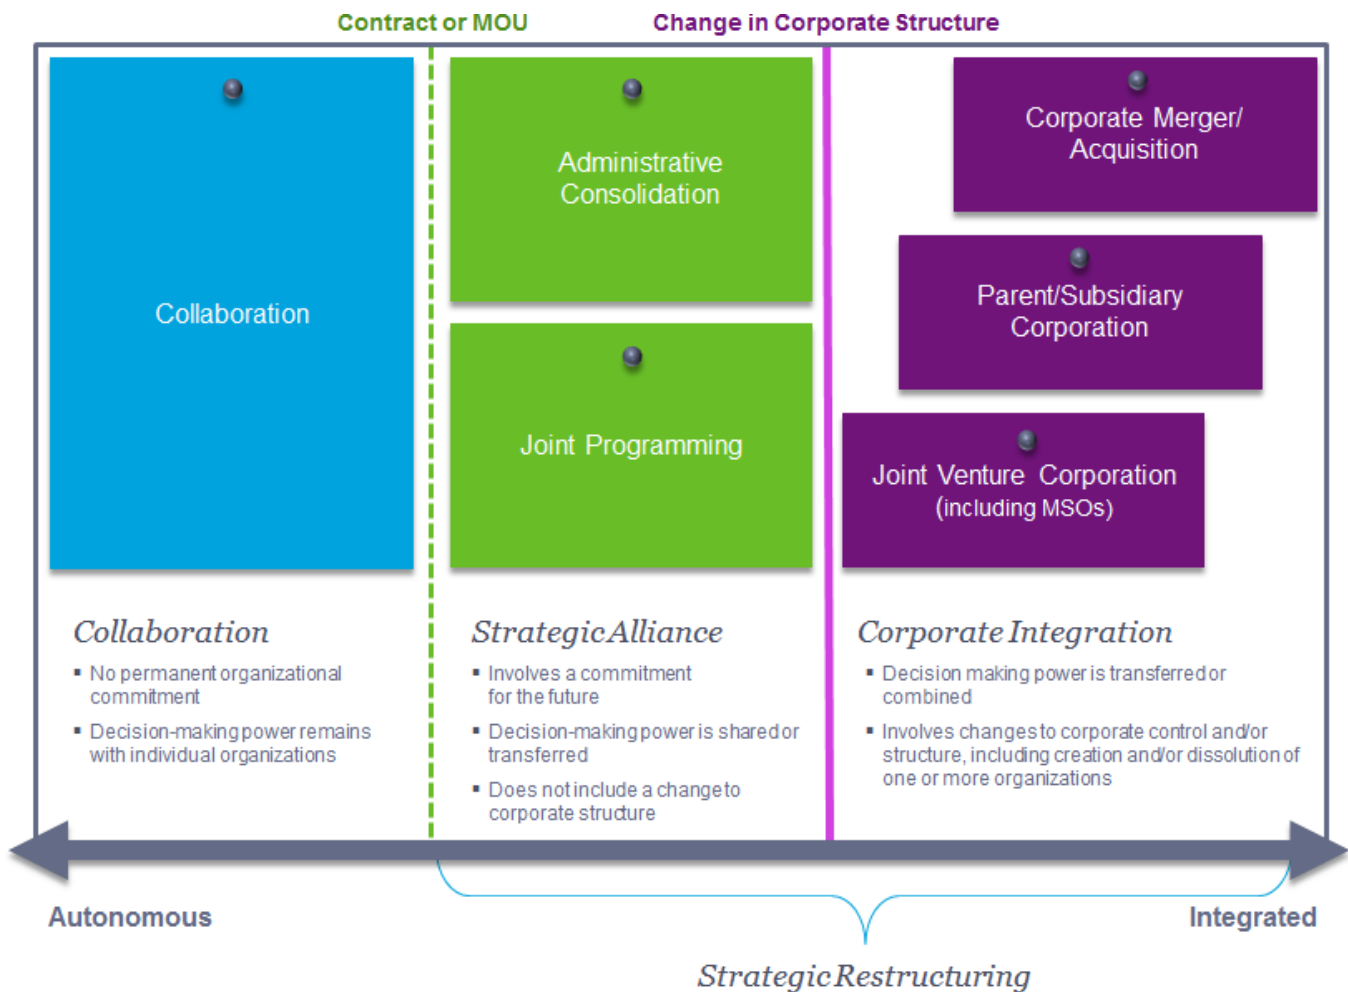 Contract or MOU
Change in Corporate Structure
Collaboration
Administrative
Consolidation
Joint Programming
Corporate Merger/
Acquisition
Parent/Subsidiary
Corporation
Joint Venture Corporation
(including MSOs)
Collaboration
▪ No permanent organizational
commitment
▪ Decision-making power remains
with individual organizations
Strategic Alliance
▪ Involves a commitment
for the future
▪ Decision-making power is shared or
transferred
▪ Does not include a change to
corporate structure
Corporate Integration
▪ Decision making power is transferred or
combined
▪ Involves changes to corporate control and/or
structure, including creation and/or dissolution of
one or more organizations
Autonomous
Integrated
Strategic Restructuring